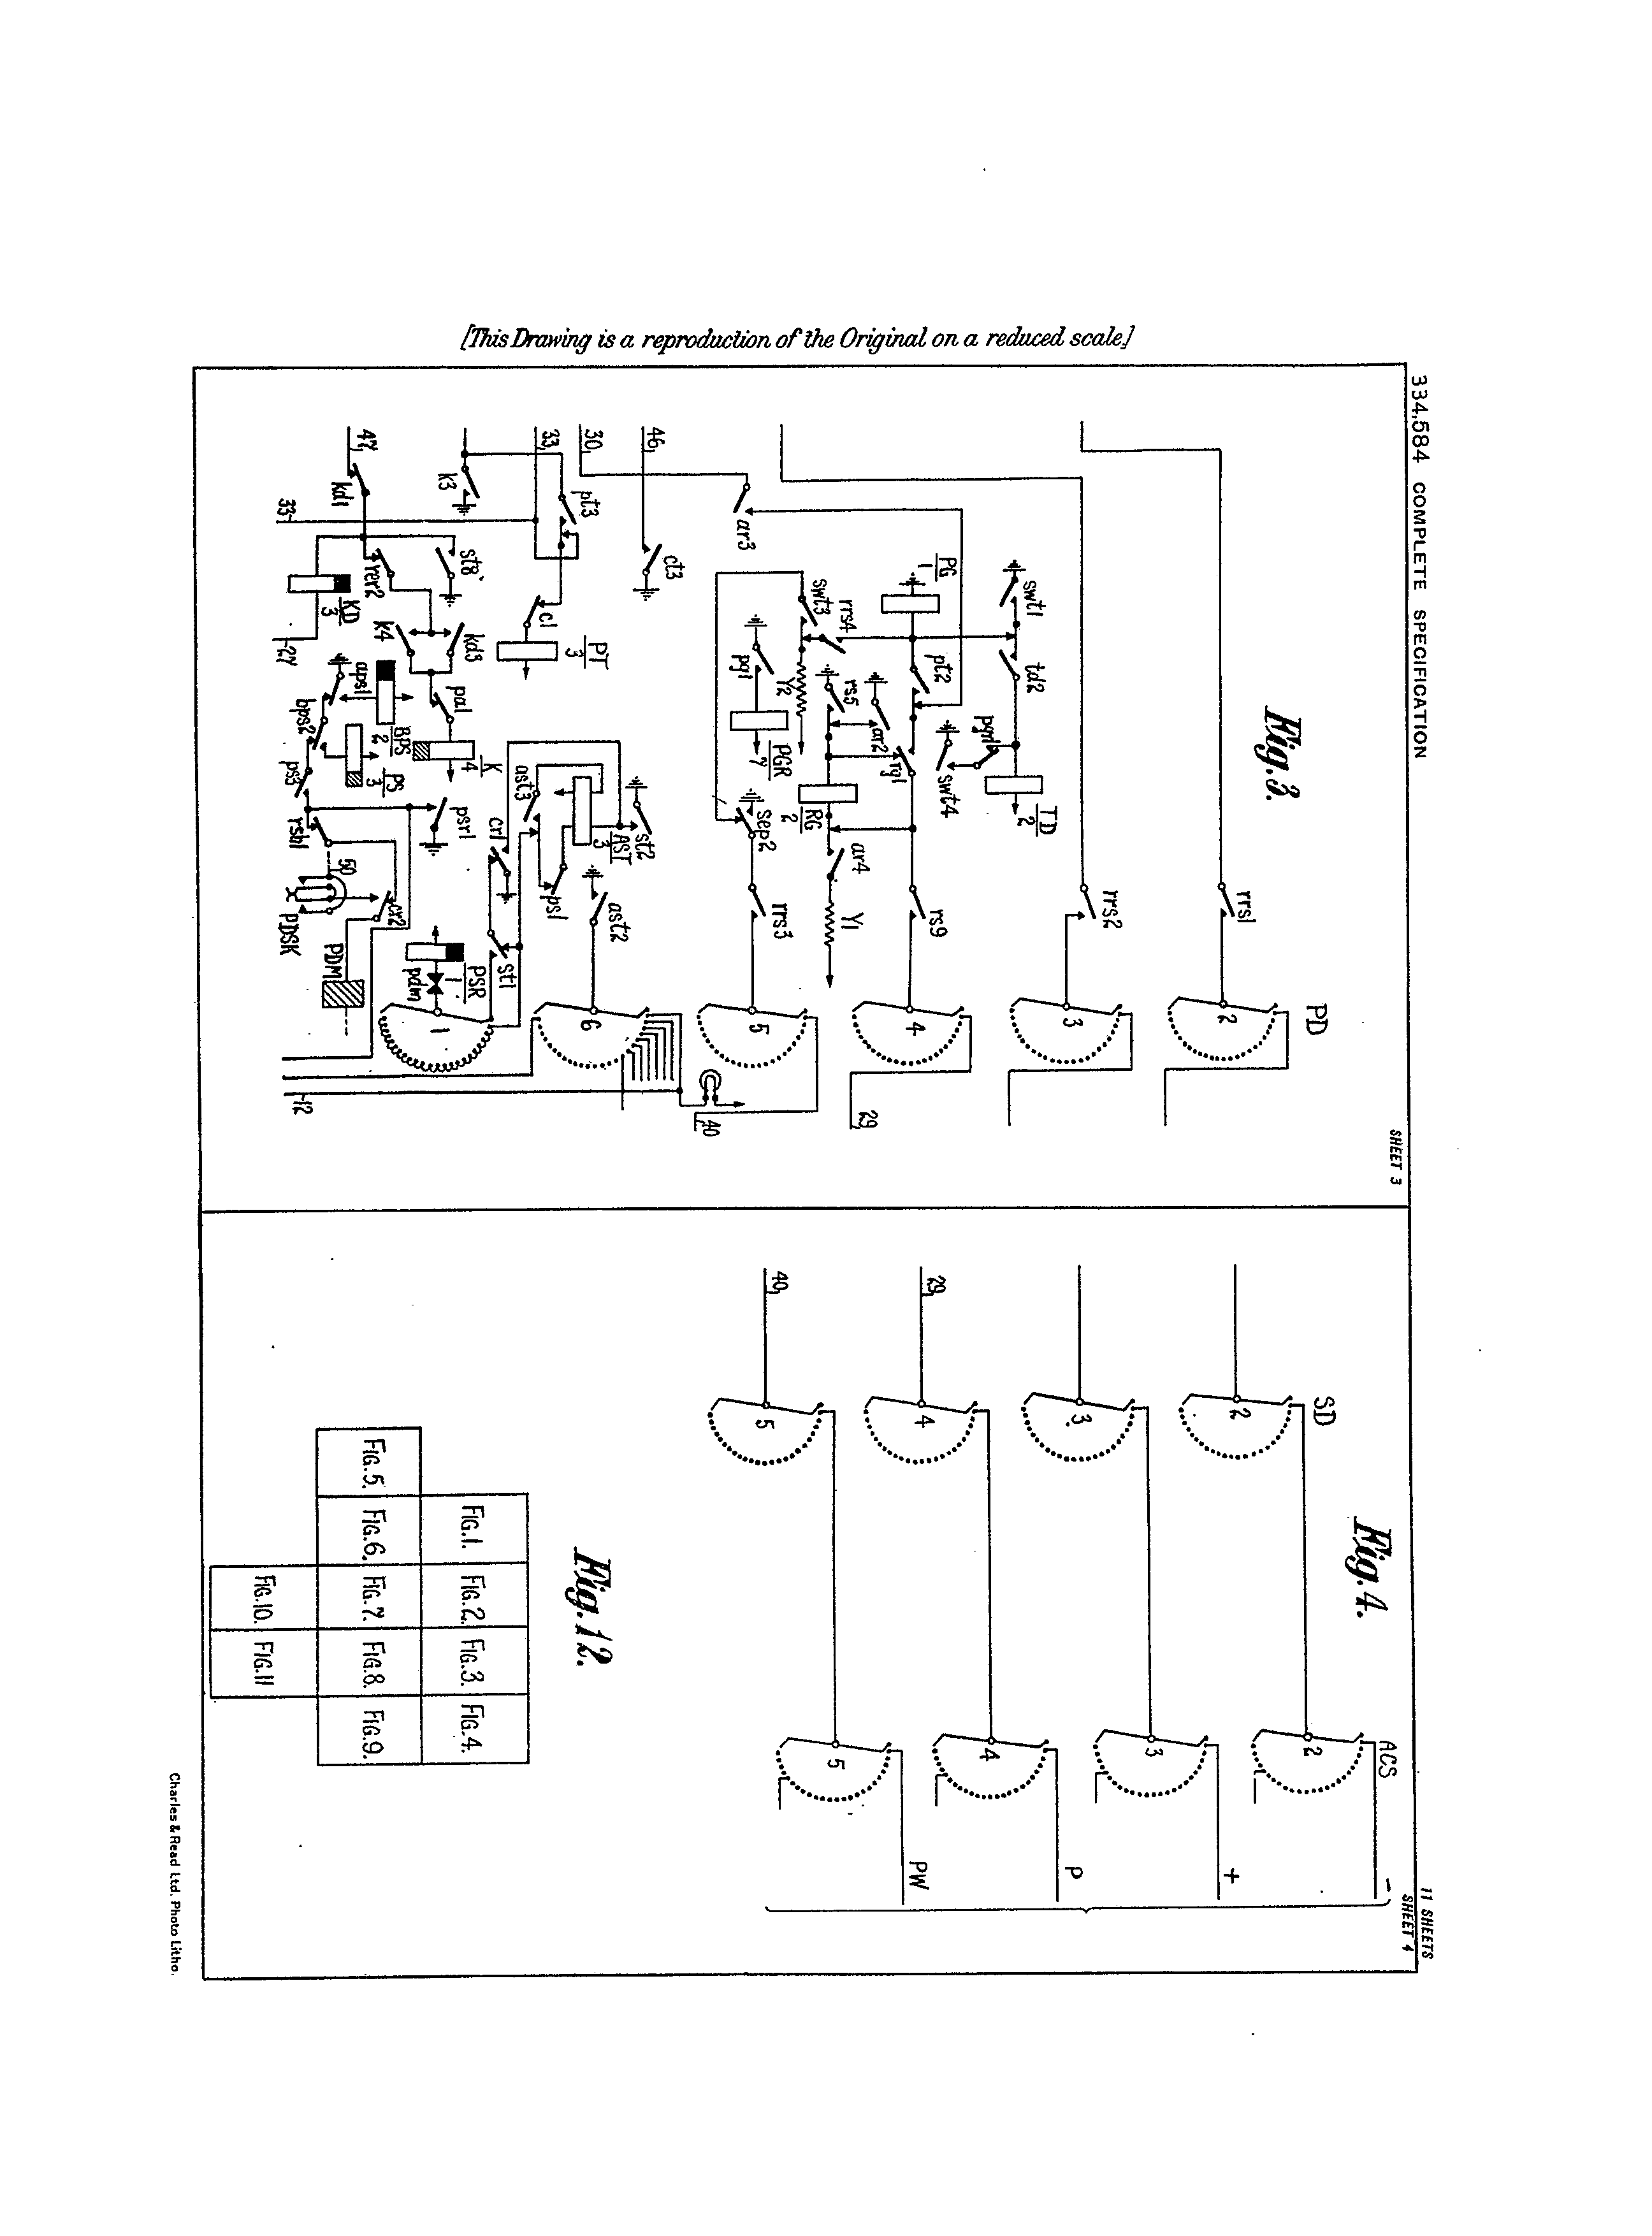 [This Drawing is a reproduction of the Original on a reduced scale]
334,584 COMPLETE SPECIFICATION
SHEET 3
11 SHEETS
SHEET 4
Fig.3.
PD
rrs1
2
rrs2
3
swt1
td2
TD
2
pgr1
swt4
PG
1
pt2
rg1
rs9
4
29
rrs4
swt3
ar2
rs5
RG
2
ar4
Y1
Y2
pg1
PGR
7
sep2
rrs3
5
40
ar3
46
ct3
30
33
pt3
c1
PT
3
st2
AST
3
ast2
6
ast3
ps1
cr1
st1
k3
st8
kd3
pa1
K
4
psr1
PSR
1
pdm
1
47
kd1
rer2
k4
KD
3
33
27
aps1
BPS
2
bps2
PS
3
ps3
rsh1
50
cr2
PDSK
PDM
12
Fig.4.
SD
ACS
2
2
-
3
3
+
29
4
4
P
40
5
5
PW
Fig.12.
FIG.1. FIG.2. FIG.3. FIG.4.
FIG.5. FIG.6. FIG.7. FIG.8. FIG.9.
FIG.10. FIG.11
Charles & Read Ltd. Photo Litho.